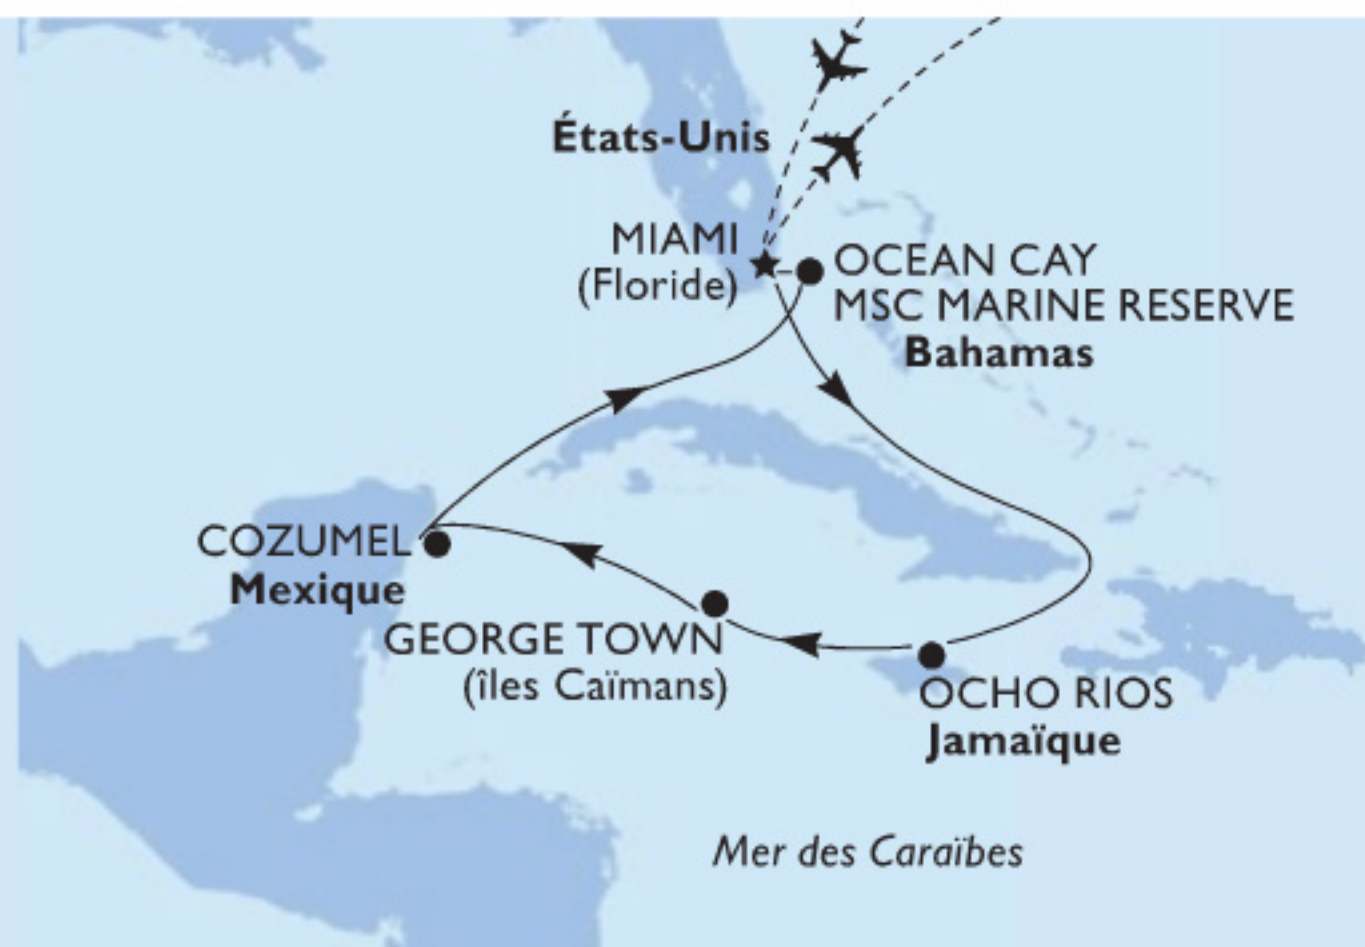 États-Unis
MIAMI
(Floride)
OCEAN CAY
MSC MARINE RESERVE
Bahamas
COZUMEL
Mexique
GEORGE TOWN
(îles Caïmans)
OCHO RIOS
Jamaïque
Mer des Caraïbes